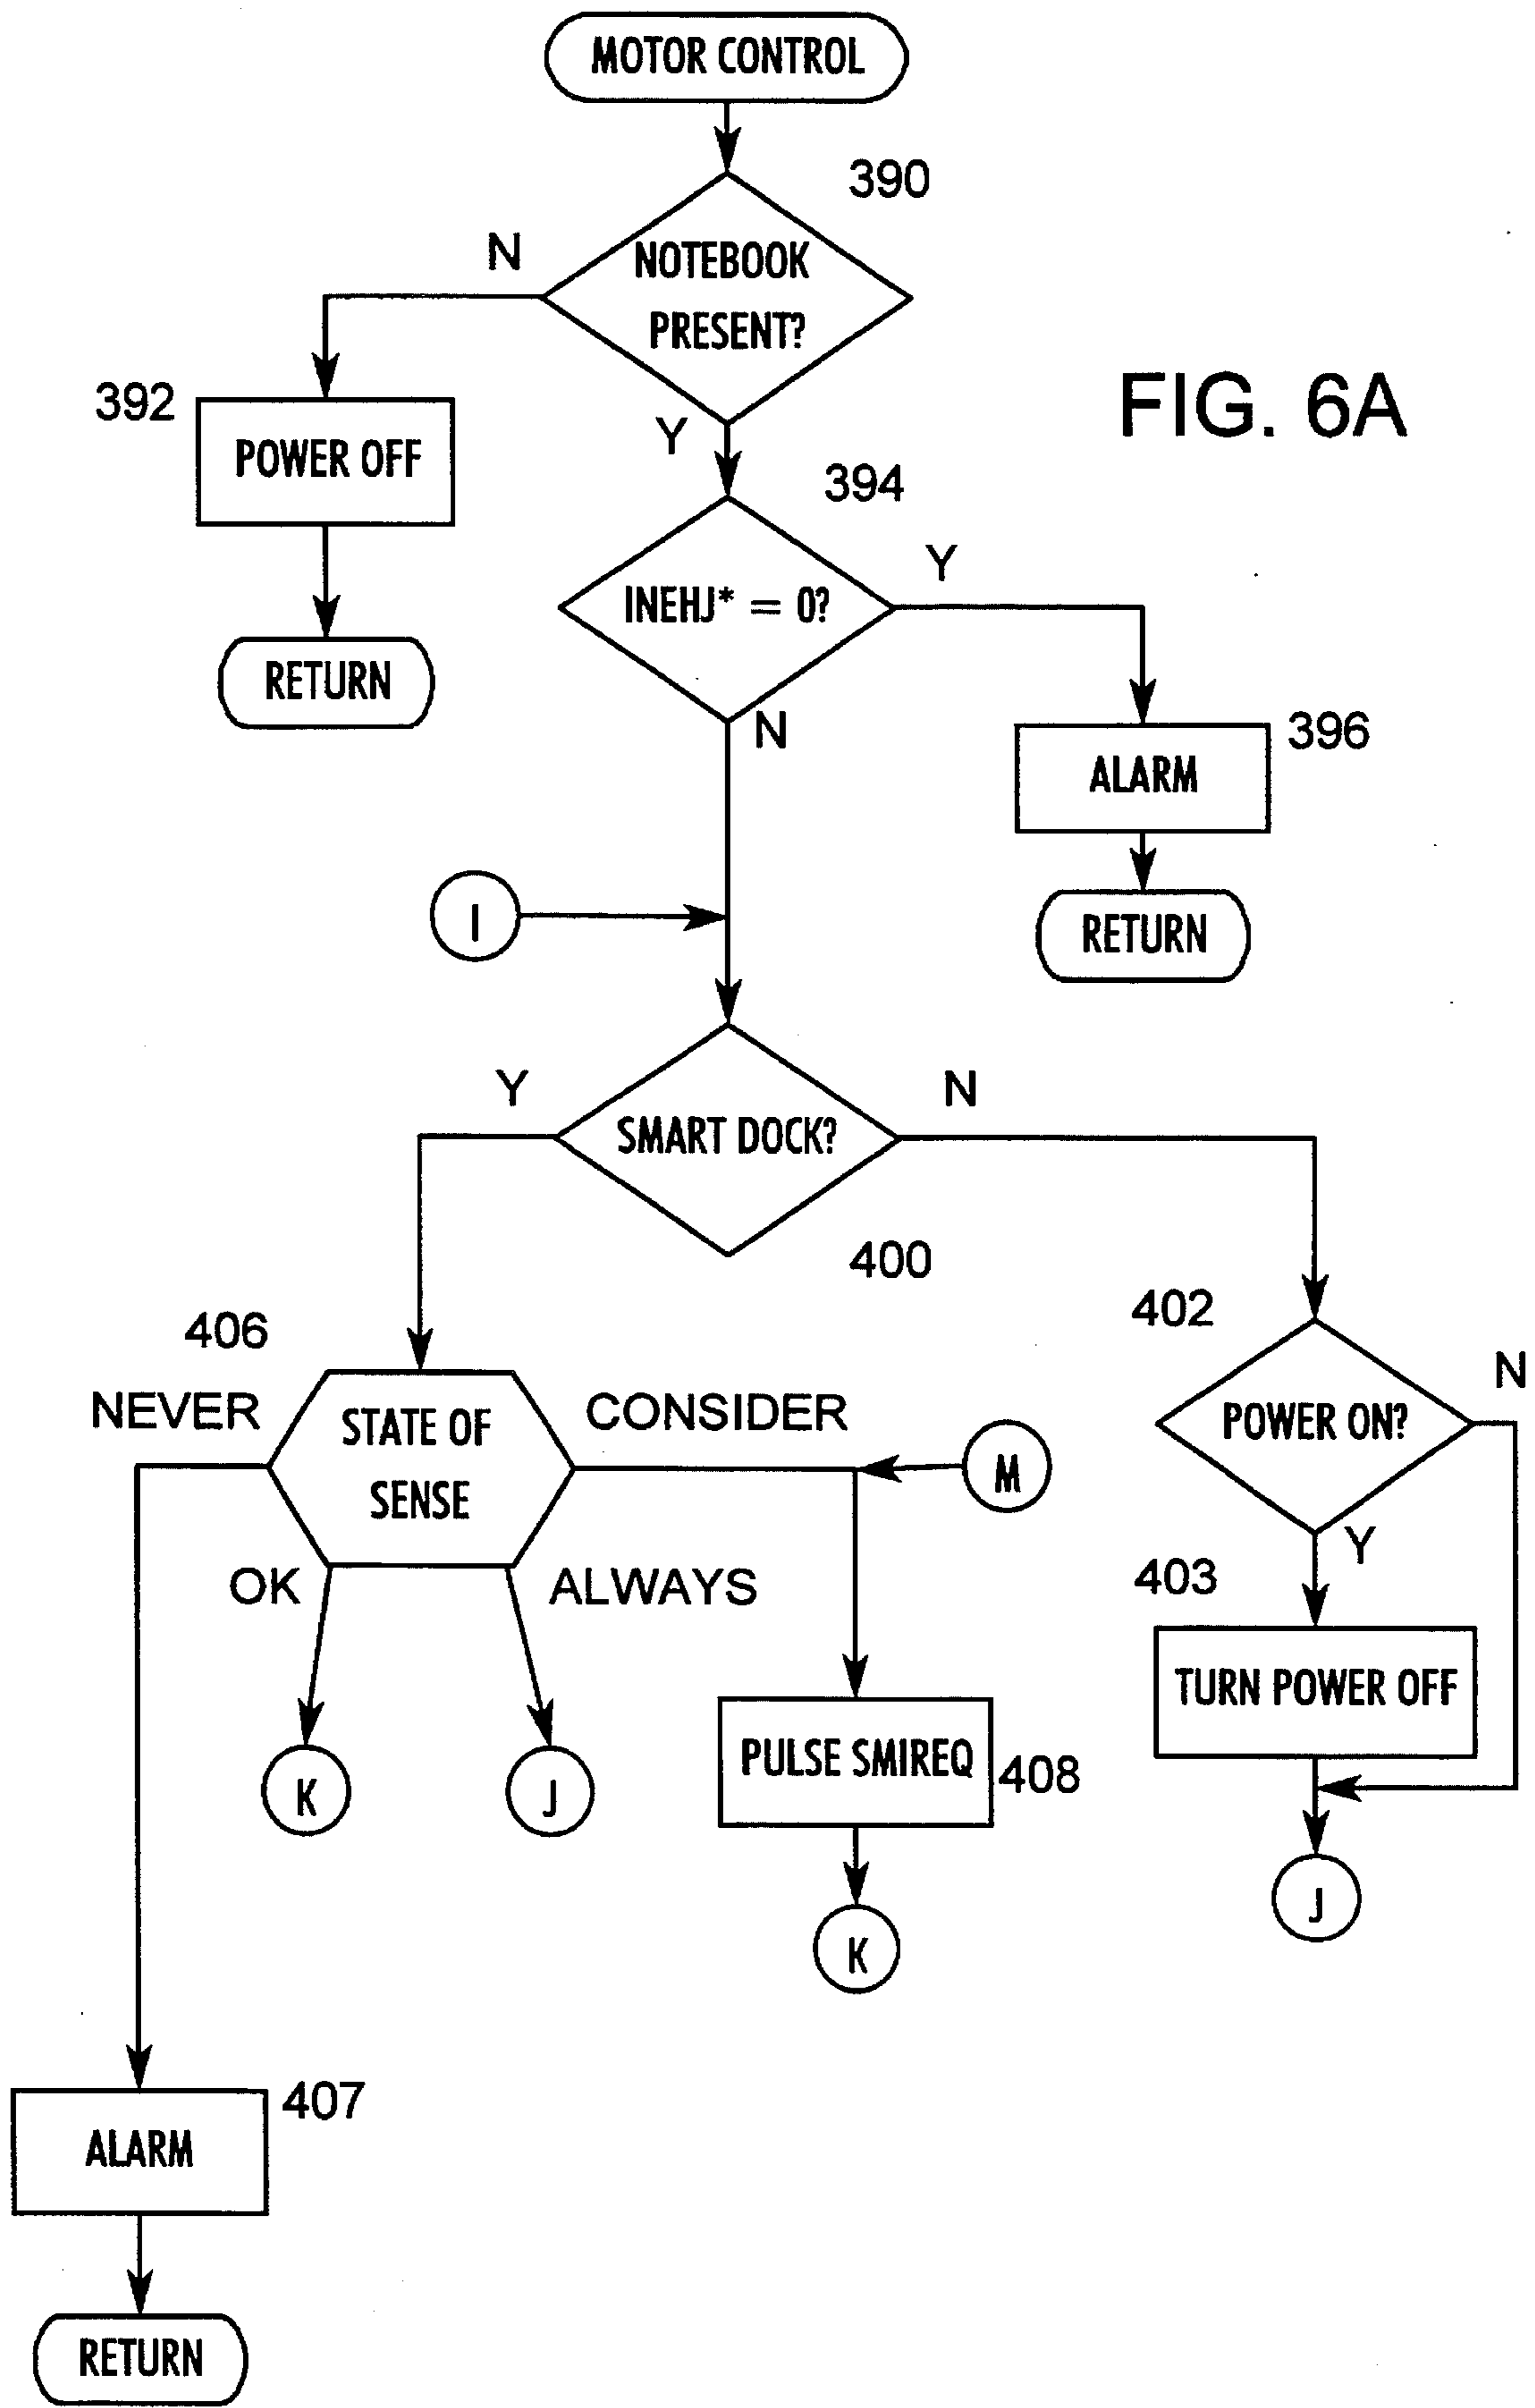 MOTOR CONTROL
390
N
NOTEBOOK
PRESENT?
FIG. 6A
392
POWER OFF
Y
394
RETURN
INEHJ* = 0?
Y
N
396
ALARM
I
RETURN
Y
SMART DOCK?
N
400
402
406
NEVER
STATE OF
SENSE
CONSIDER
M
POWER ON?
N
OK
ALWAYS
Y
403
TURN POWER OFF
K
J
PULSE SMIREQ
408
J
K
407
ALARM
RETURN